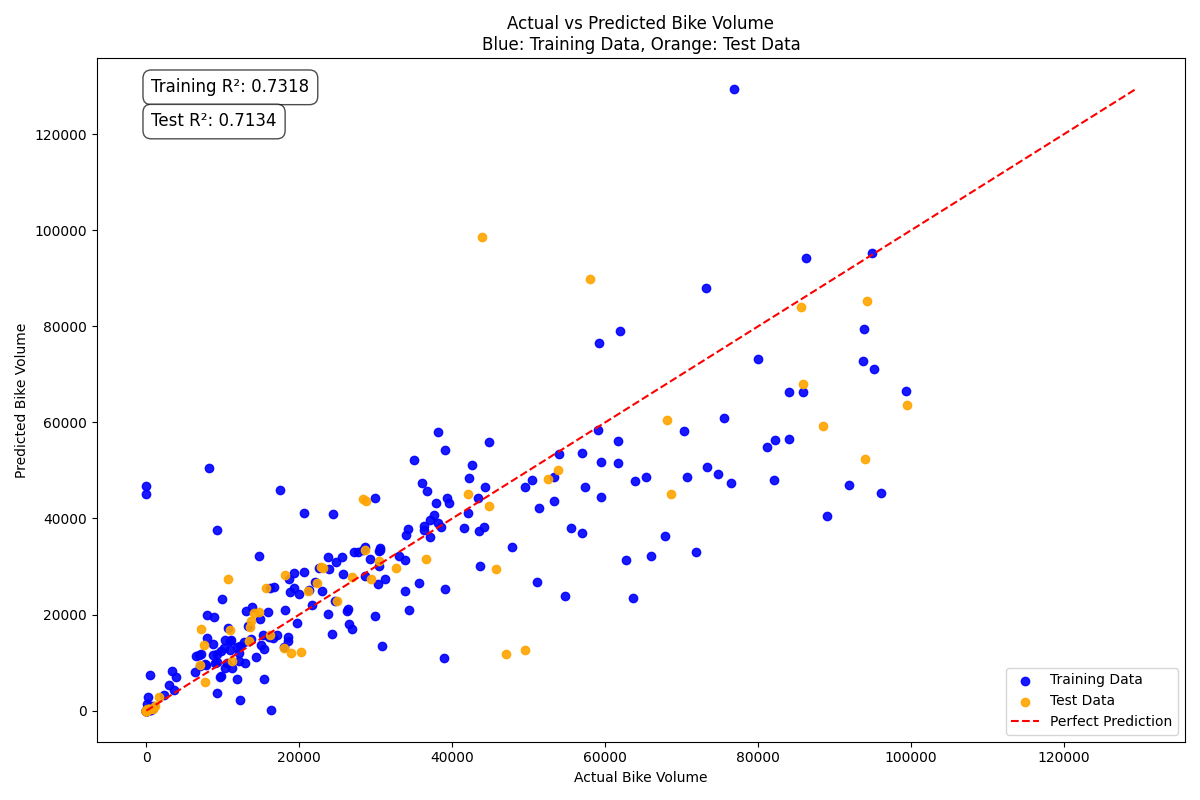 Actual vs Predicted Bike Volume
Blue: Training Data, Orange: Test Data
Training R²: 0.7318
Test R²: 0.7134
Predicted Bike Volume
120000
100000
80000
60000
40000
20000
0
0 20000 40000 60000 80000 100000 120000
Actual Bike Volume
Training Data
Test Data
Perfect Prediction